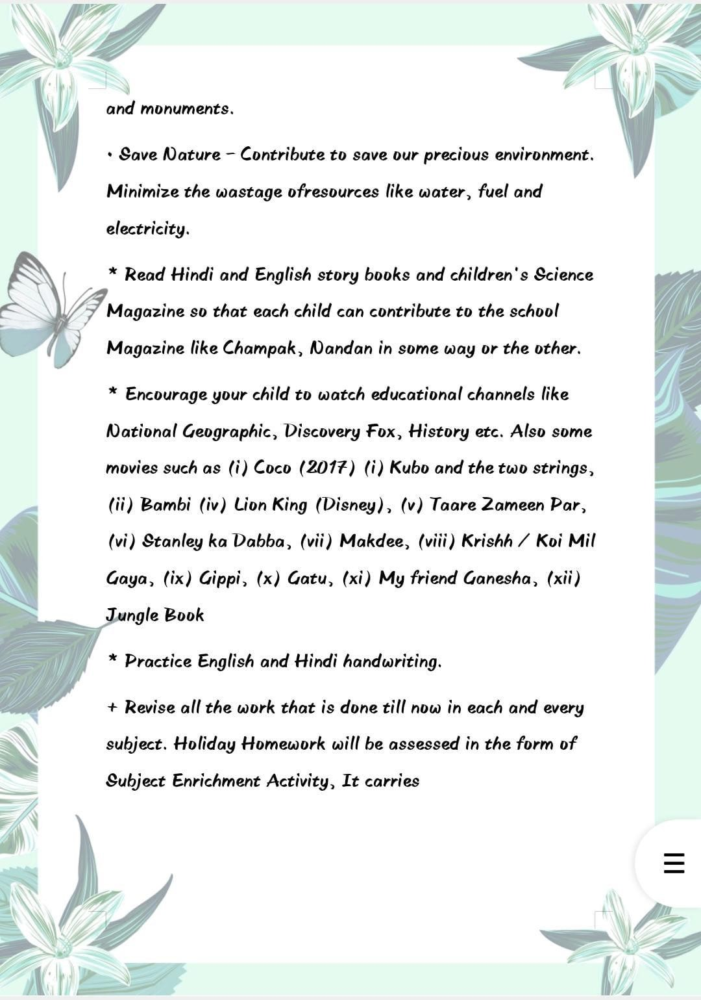 and monuments.
• Save Nature - Contribute to save our precious environment.
Minimize the wastage ofresources like water, fuel and
electricity.
* Read Hindi and English story books and children's Science
Magazine so that each child can contribute to the school
Magazine like Champak, Nandan in some way or the other.
* Encourage your child to watch educational channels like
National Geographic, Discovery Fox, History etc. Also some
movies such as (i) Coco (2017) (i) Kubo and the two strings,
(ii) Bambi (iv) Lion King (Disney), (v) Taare Zameen Par,
(vi) Stanley ka Dabba, (vii) Makdee, (viii) Krishh / Koi Mil
Gaya, (ix) Gippi, (x) Gatu, (xi) My friend Ganesha, (xii)
Jungle Book
* Practice English and Hindi handwriting.
+ Revise all the work that is done till now in each and every
subject. Holiday Homework will be assessed in the form of
Subject Enrichment Activity, It carries